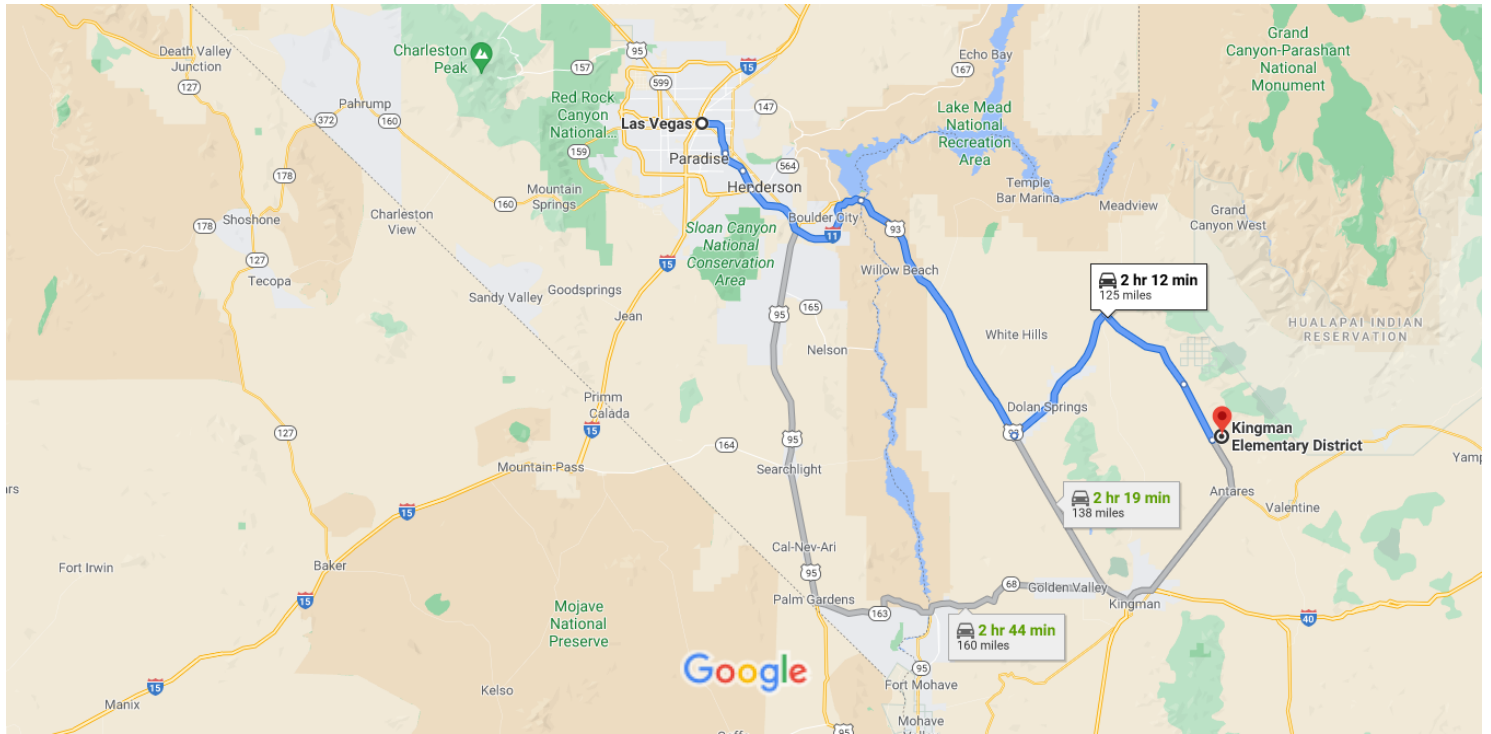 Death Valley
Junction
127
Charleston
Peak
95
157
15
599
Echo Bay
167
Grand
Canyon-Parashant
National
Monument
Pahrump
372
160
Red Rock
Canyon
National...
159
147
Las Vegas
Paradise
564
Henderson
Lake Mead
National
Recreation
Area
178
Mountain
Springs
160
Temple
Bar Marina
Meadview
Shoshone
178
Charleston
View
Boulder City
11
93
Grand
Canyon West
Sloan Canyon
National
Conservation
Area
127
Tecopa
15
Willow Beach
Sandy Valley
Goodsprings
Jean
95
165
2 hr 12 min
125 miles
White Hills
HUALAPAI INDIAN
RESERVATION
Nelson
Primm
Calada
15
Dolan Springs
93
Kingman
Elementary District
127
164
95
Mountain Pass
Searchlight
Yamp
ars
15
2 hr 19 min
138 miles
Antares
Valentine
Cal-Nev-Ari
95
Fort Irwin
Baker
15
Palm Gardens
163
68
Golden Valley
Kingman
40
Mojave
National
Preserve
2 hr 44 min
160 miles
Google
95
Fort Mohave
15
Kelso
Manix
Mohave
95